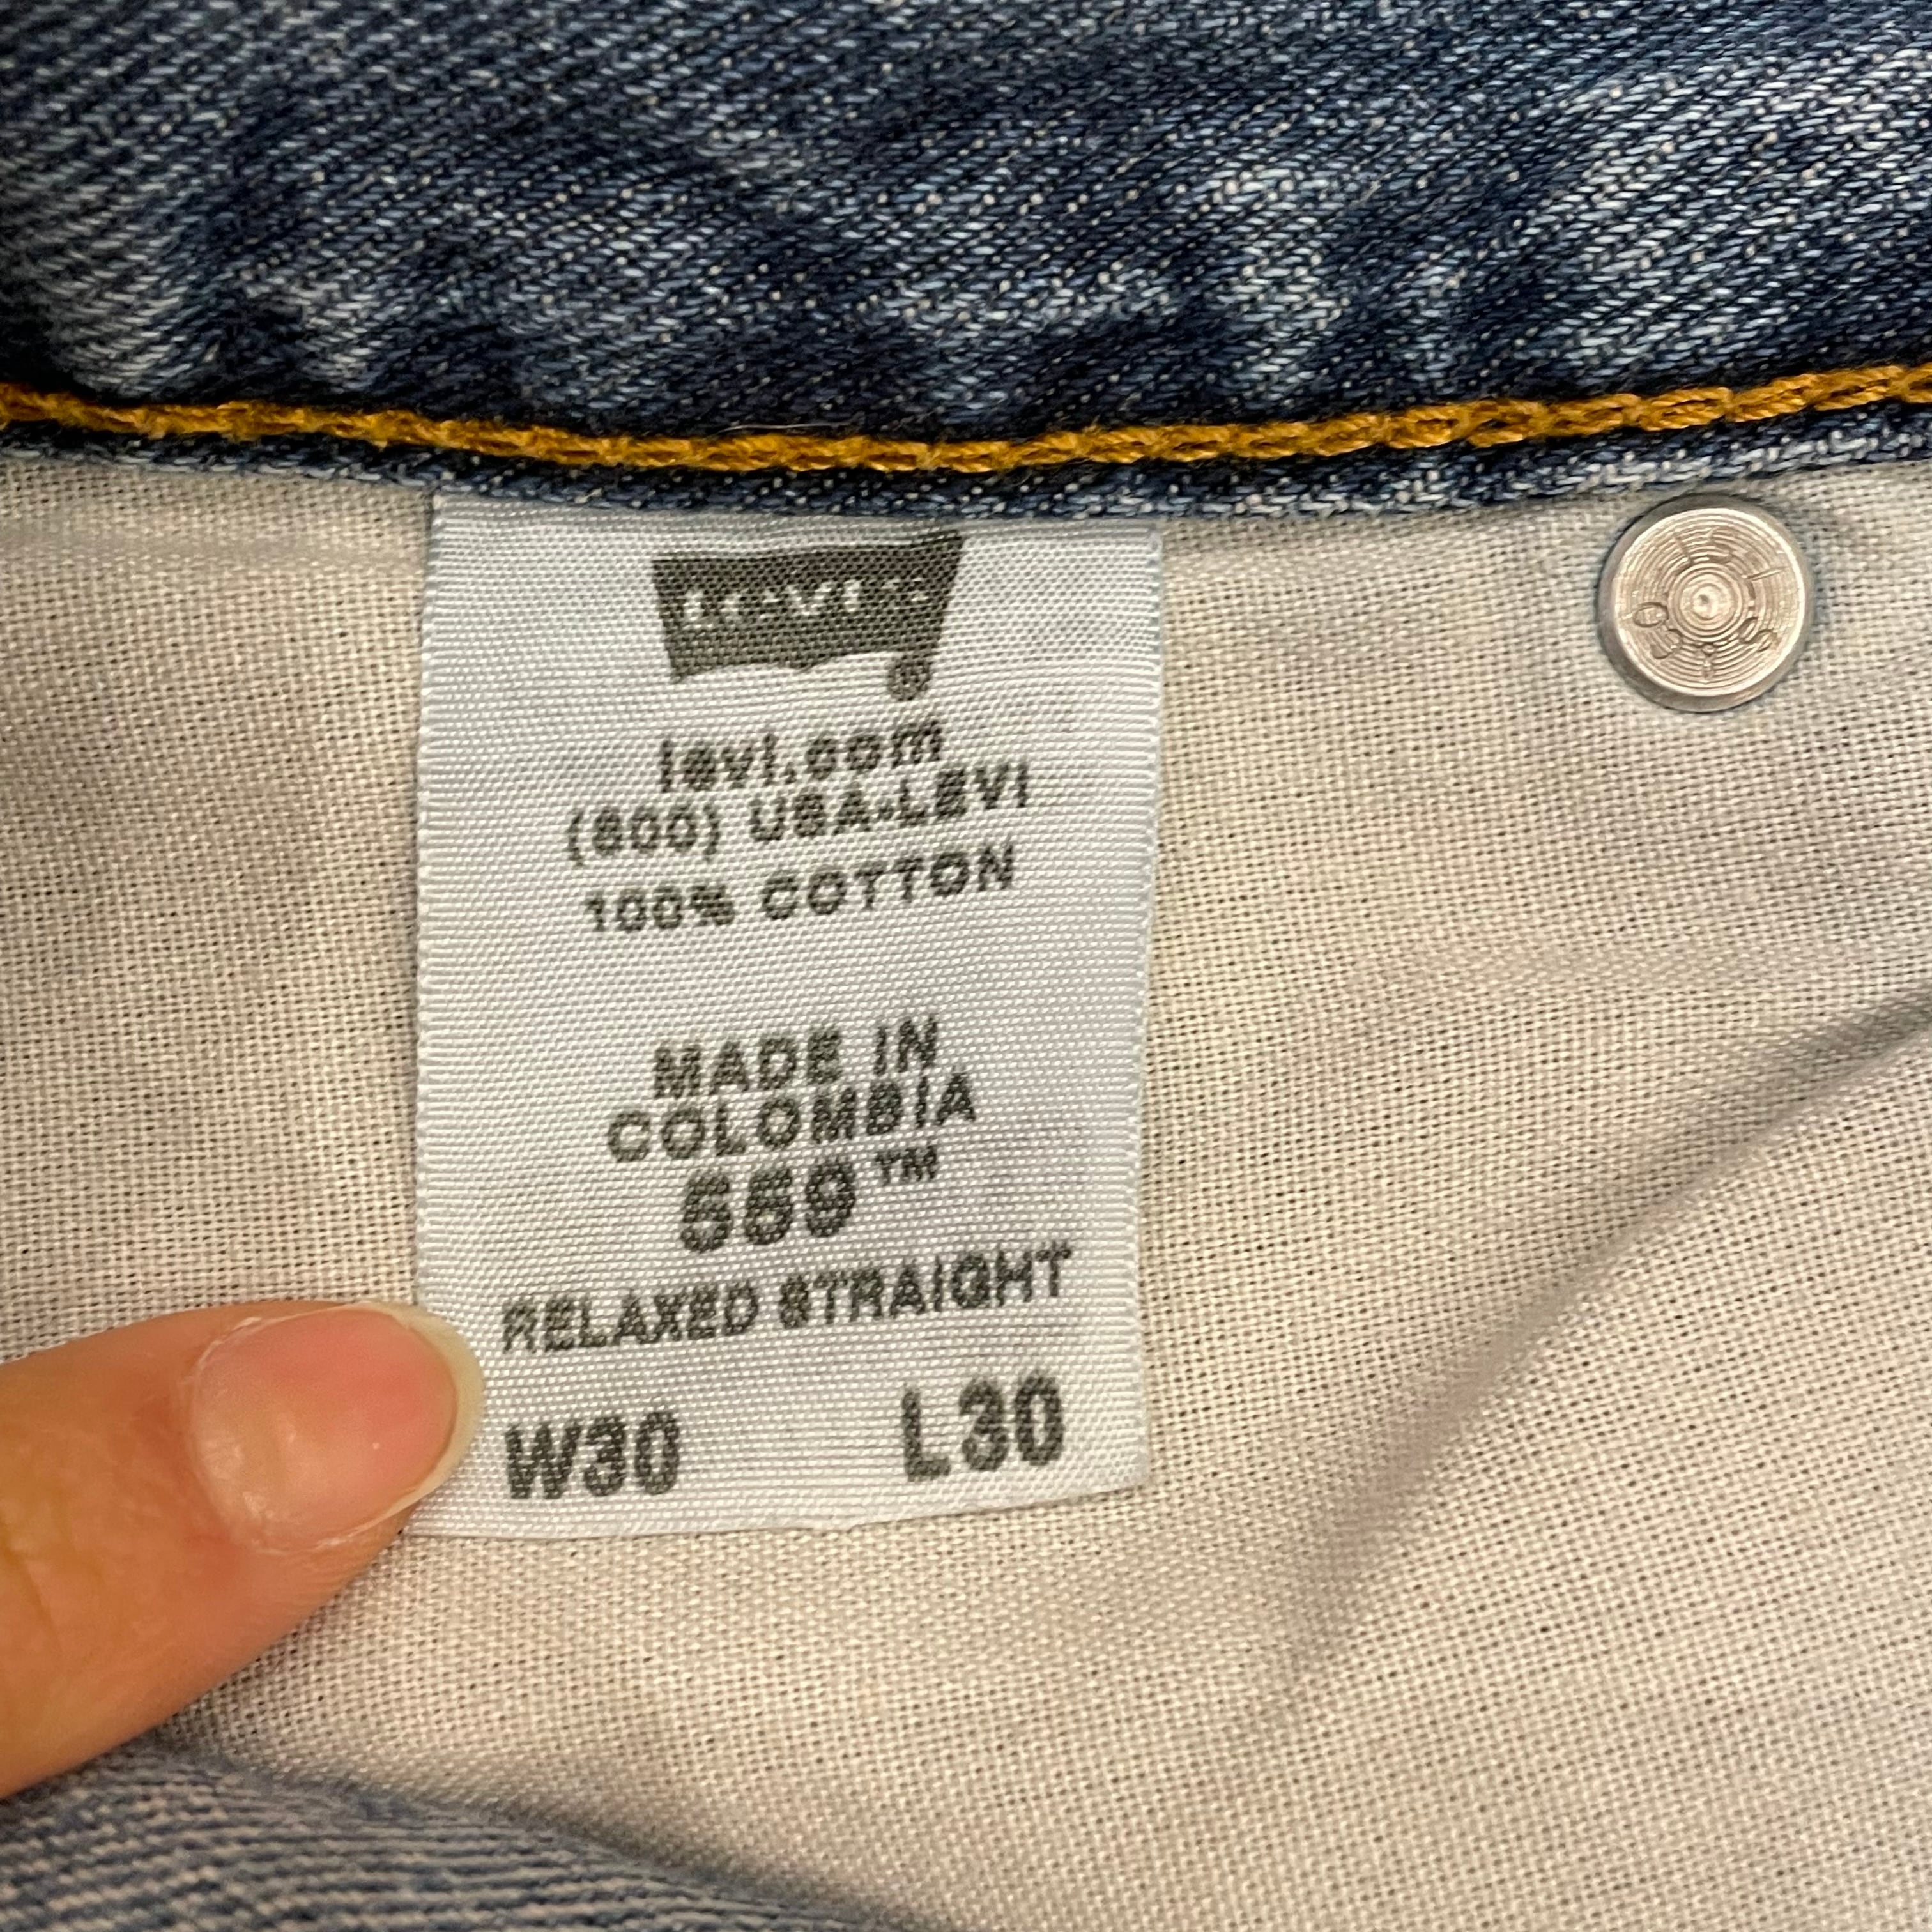 Levi's
®
levi.com
(800) USA-LEVI
100% COTTON
MADE IN
COLOMBIA
559™
RELAXED STRAIGHT
W30 L30